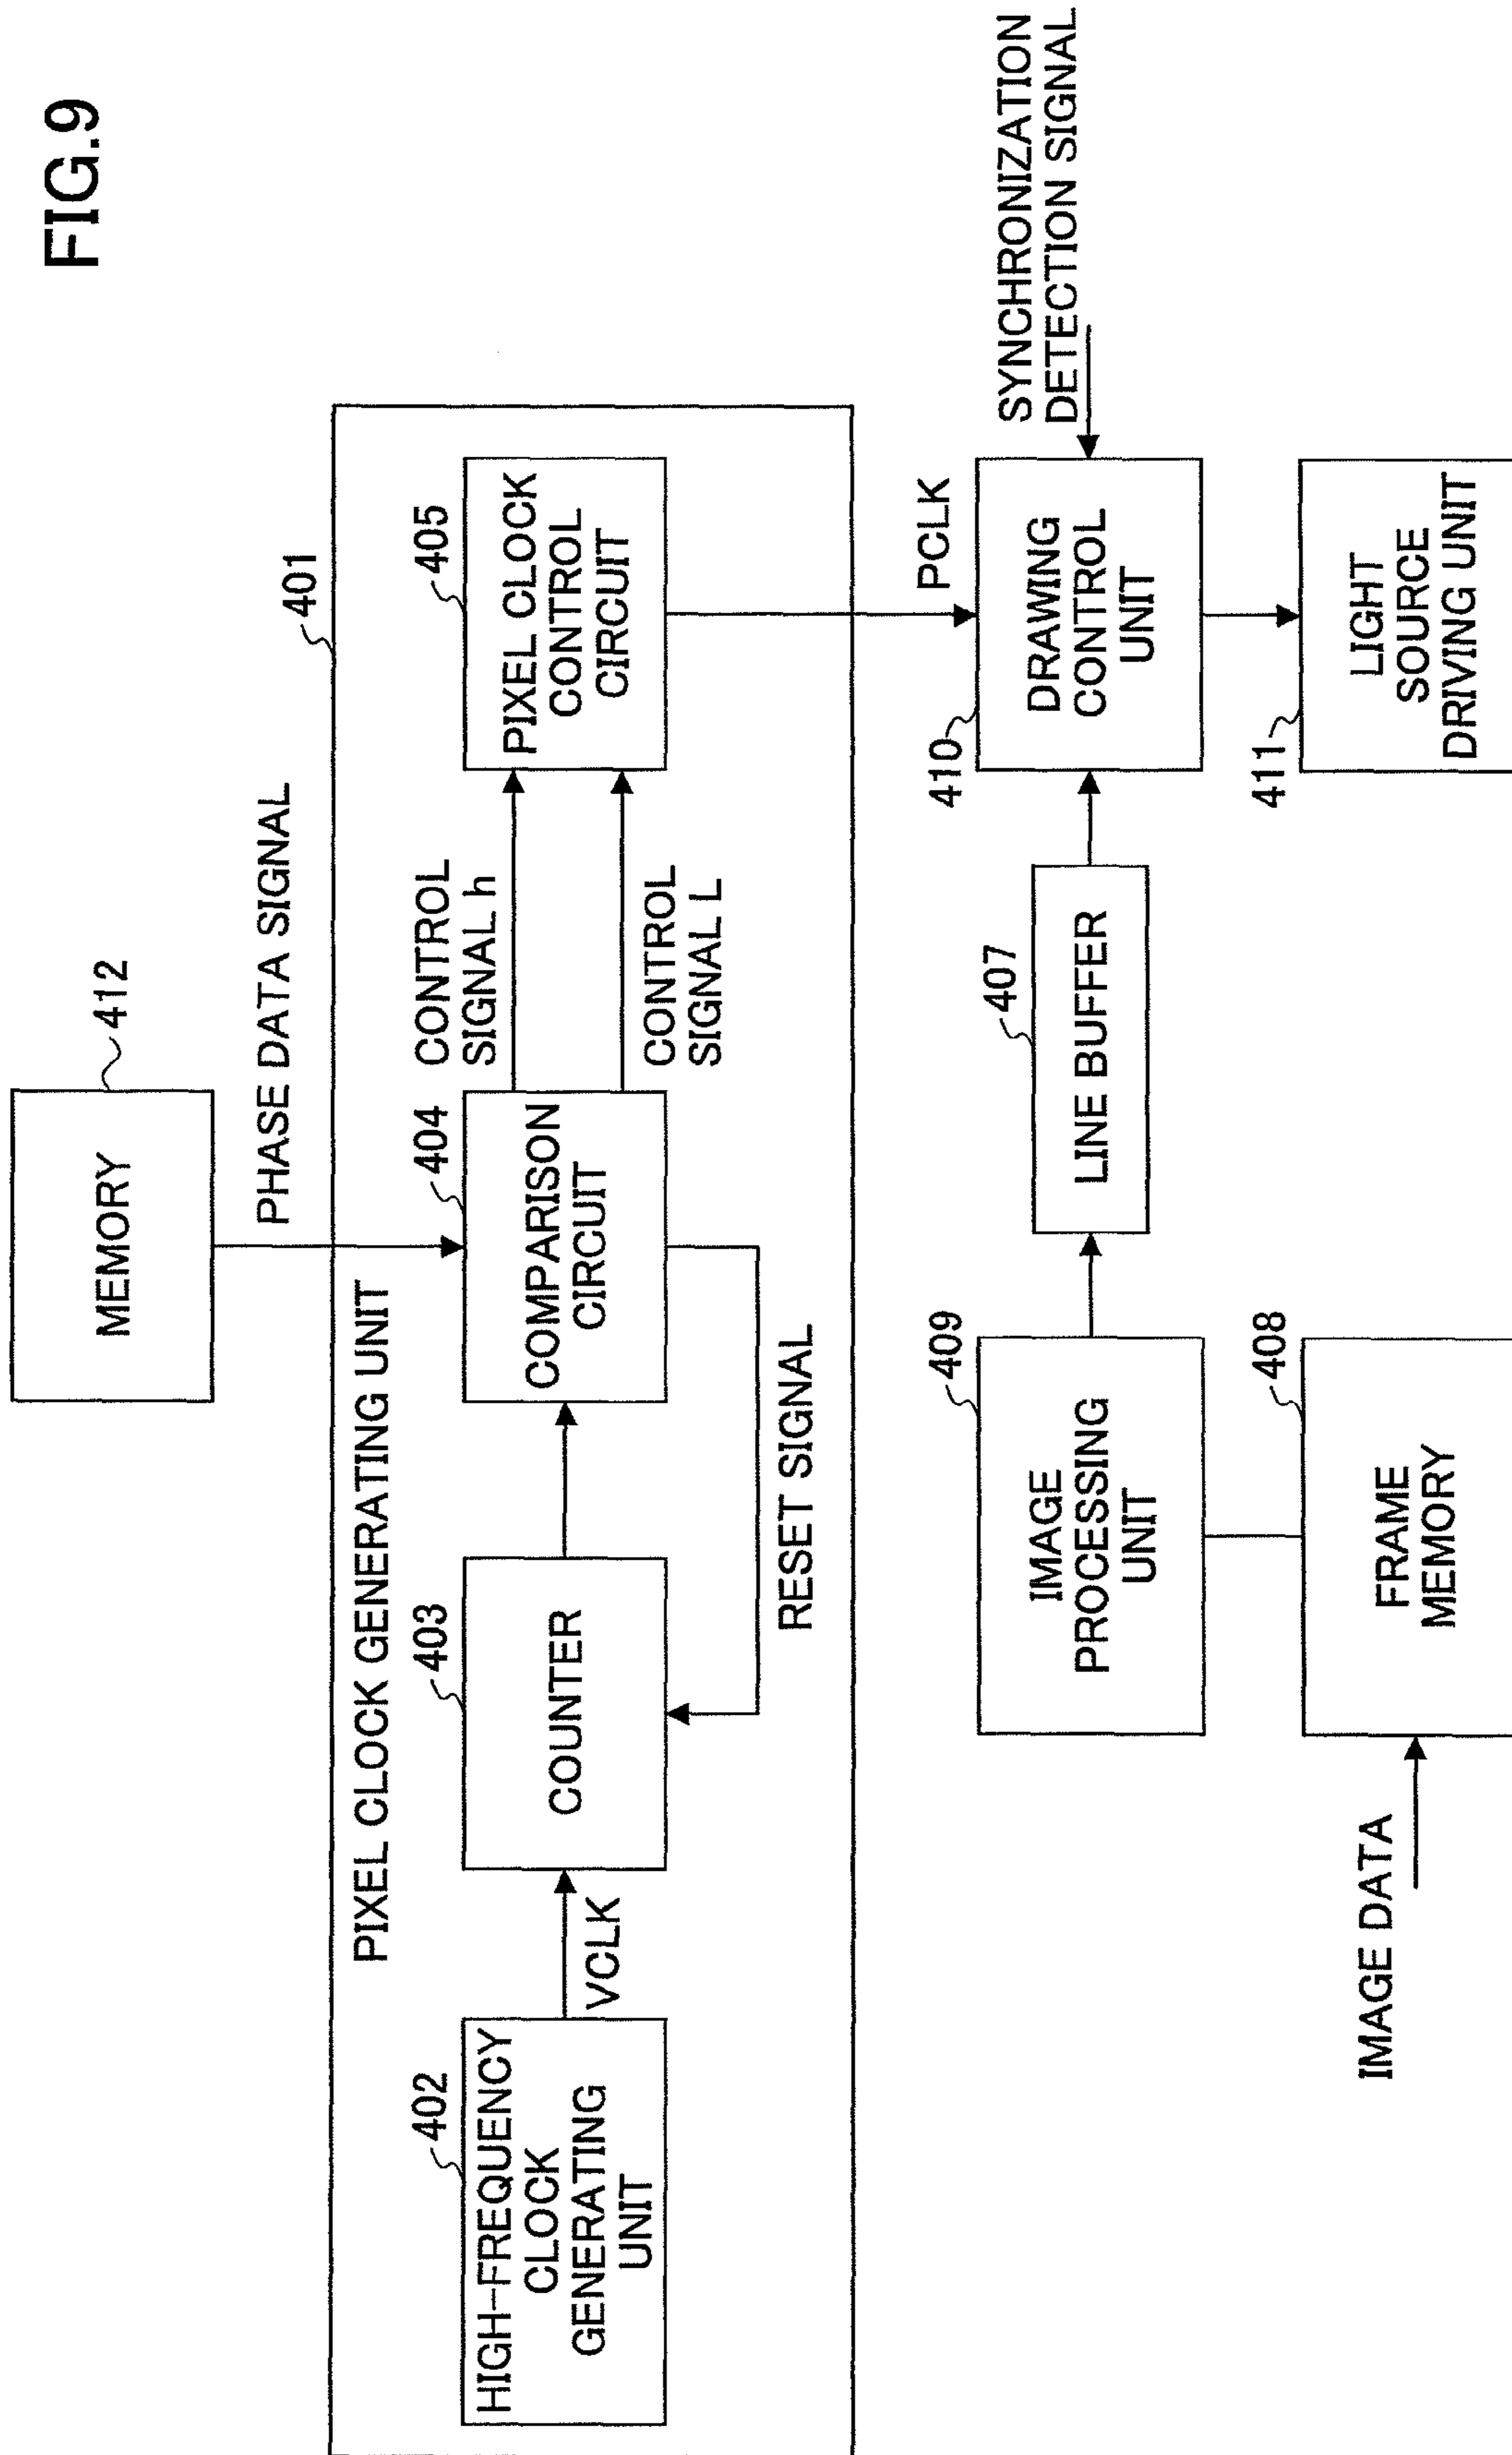 FIG.9
MEMORY
412
PHASE DATA SIGNAL
401
PIXEL CLOCK GENERATING UNIT
402
HIGH-FREQUENCY
CLOCK
GENERATING
UNIT
VCLK
403
COUNTER
404
COMPARISON
CIRCUIT
RESET SIGNAL
CONTROL
SIGNAL h
CONTROL
SIGNAL L
405
PIXEL CLOCK
CONTROL
CIRCUIT
PCLK
409
IMAGE
PROCESSING
UNIT
407
LINE BUFFER
410
DRAWING
CONTROL
UNIT
SYNCHRONIZATION
DETECTION SIGNAL
IMAGE DATA
408
FRAME
MEMORY
411
LIGHT
SOURCE
DRIVING UNIT